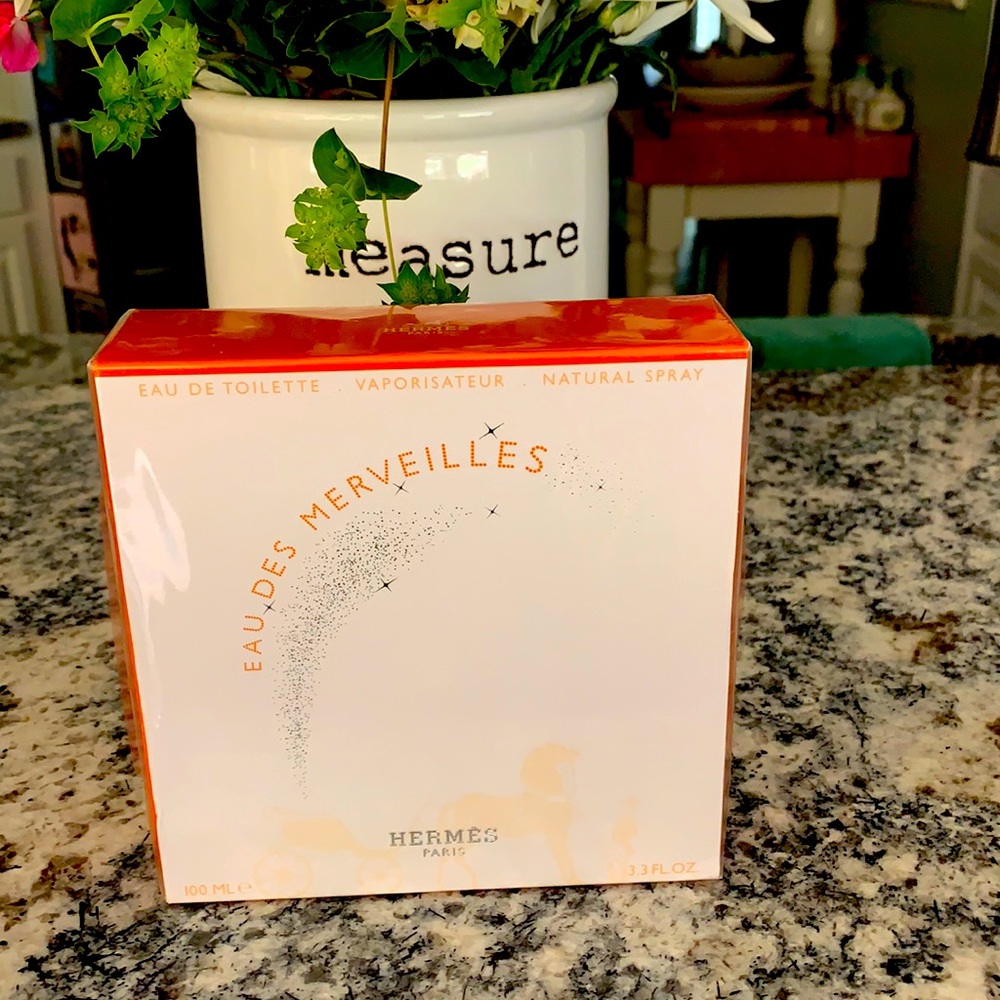 measure
HERMÈS
PARIS
EAU DE TOILETTE . VAPORISATEUR . NATURAL SPRAY
EAU DES MERVEILLES
HERMÈS
PARIS
100 ML e 3.3 FL.OZ.